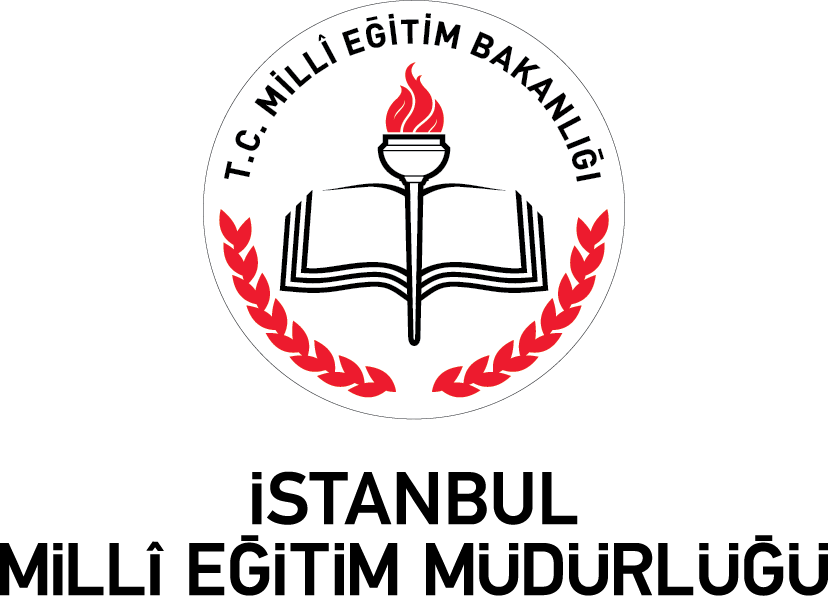 T.C. MİLLÎ EĞİTİM BAKANLIĞI
İSTANBUL
MİLLÎ EĞİTİM MÜDÜRLÜĞÜ